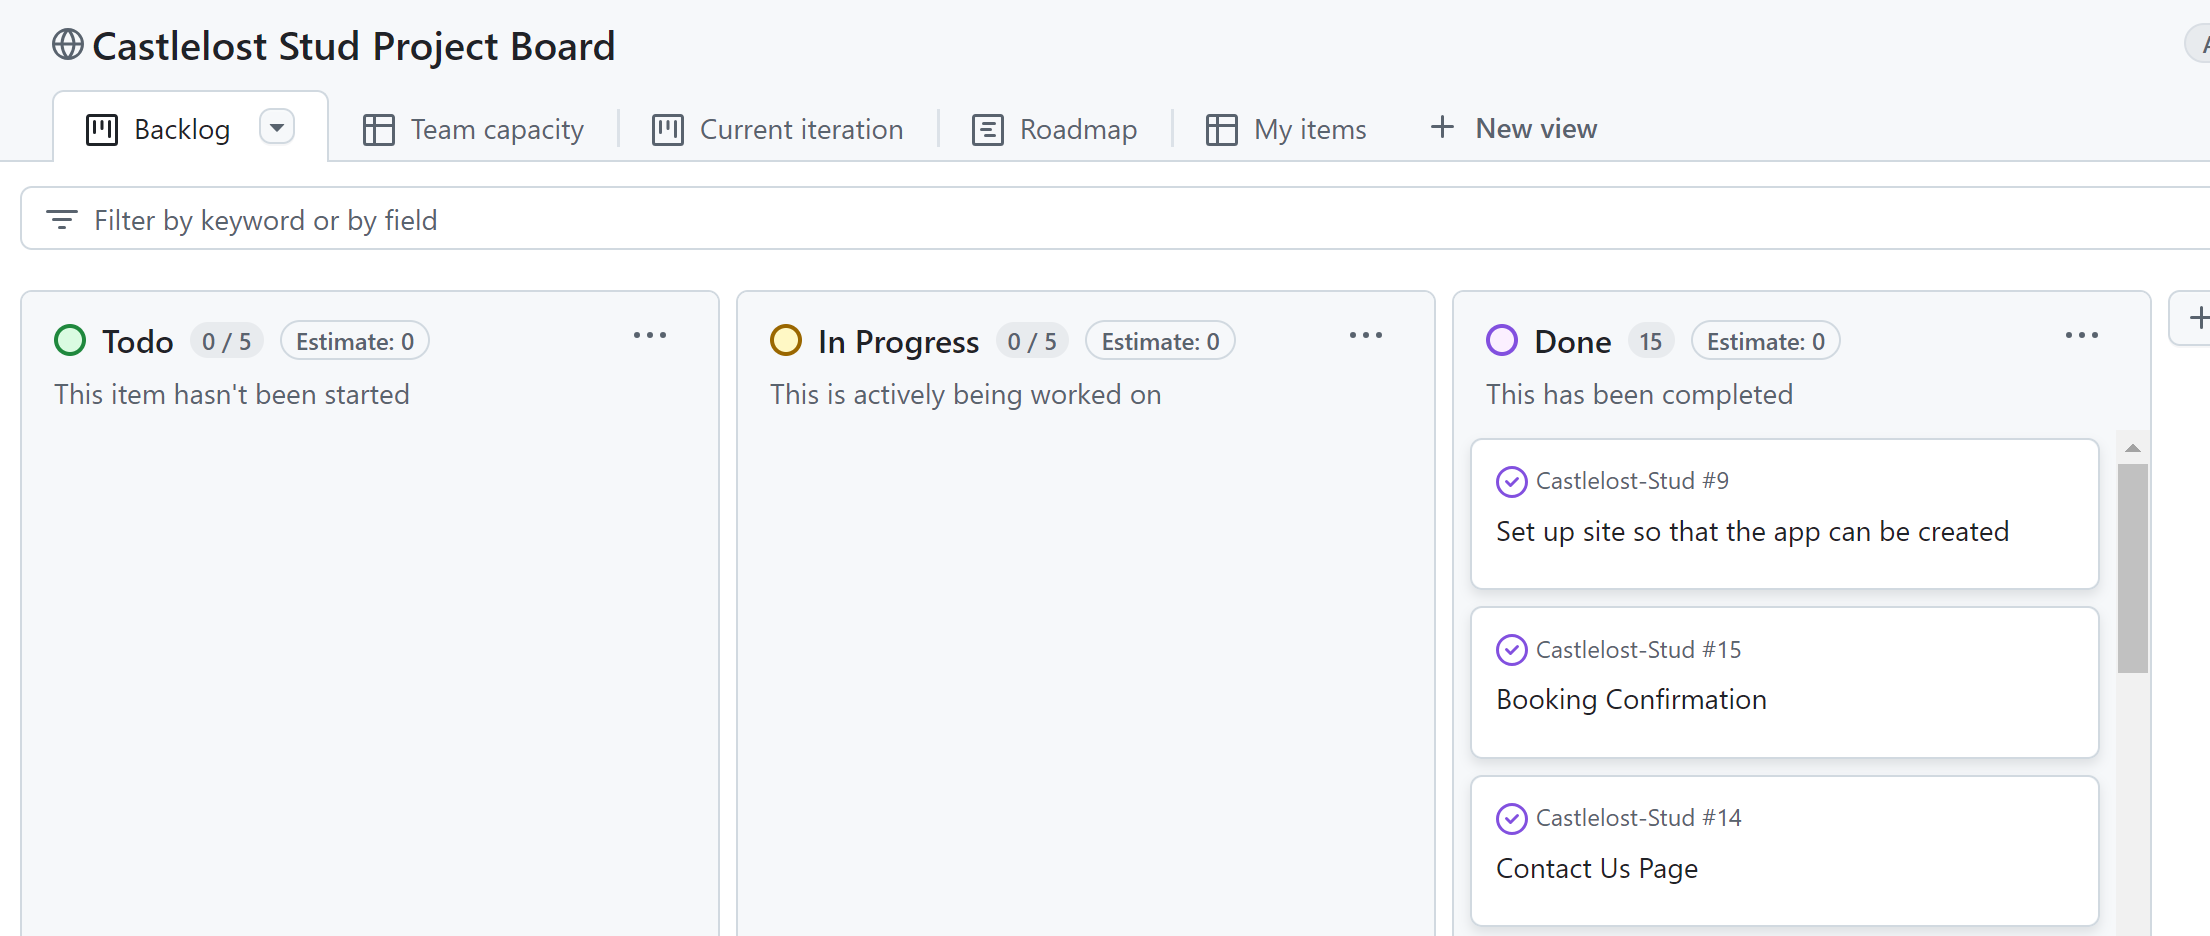 Castlelost Stud Project Board
Backlog
Team capacity
Current iteration
Roadmap
My items
New view
Filter by keyword or by field
Todo 0 / 5 Estimate: 0
This item hasn't been started
In Progress 0 / 5 Estimate: 0
This is actively being worked on
Done 15 Estimate: 0
This has been completed
Castlelost-Stud #9
Set up site so that the app can be created
Castlelost-Stud #15
Booking Confirmation
Castlelost-Stud #14
Contact Us Page